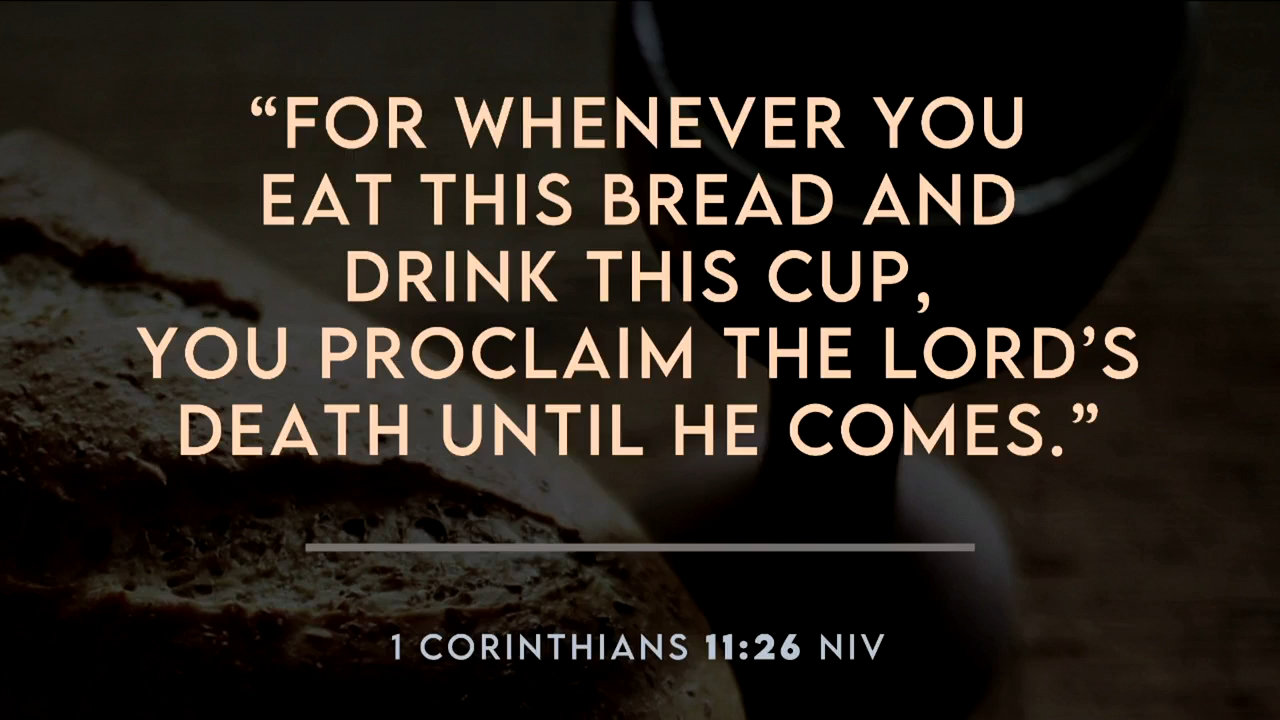 “FOR WHENEVER YOU
EAT THIS BREAD AND
DRINK THIS CUP,
YOU PROCLAIM THE LORD’S
DEATH UNTIL HE COMES.”
1 CORINTHIANS 11:26 NIV